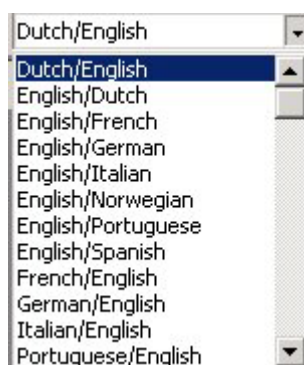 Dutch/English
Dutch/English
English/Dutch
English/French
English/German
English/Italian
English/Norwegian
English/Portuguese
English/Spanish
French/English
German/English
Italian/English
Portuguese/English